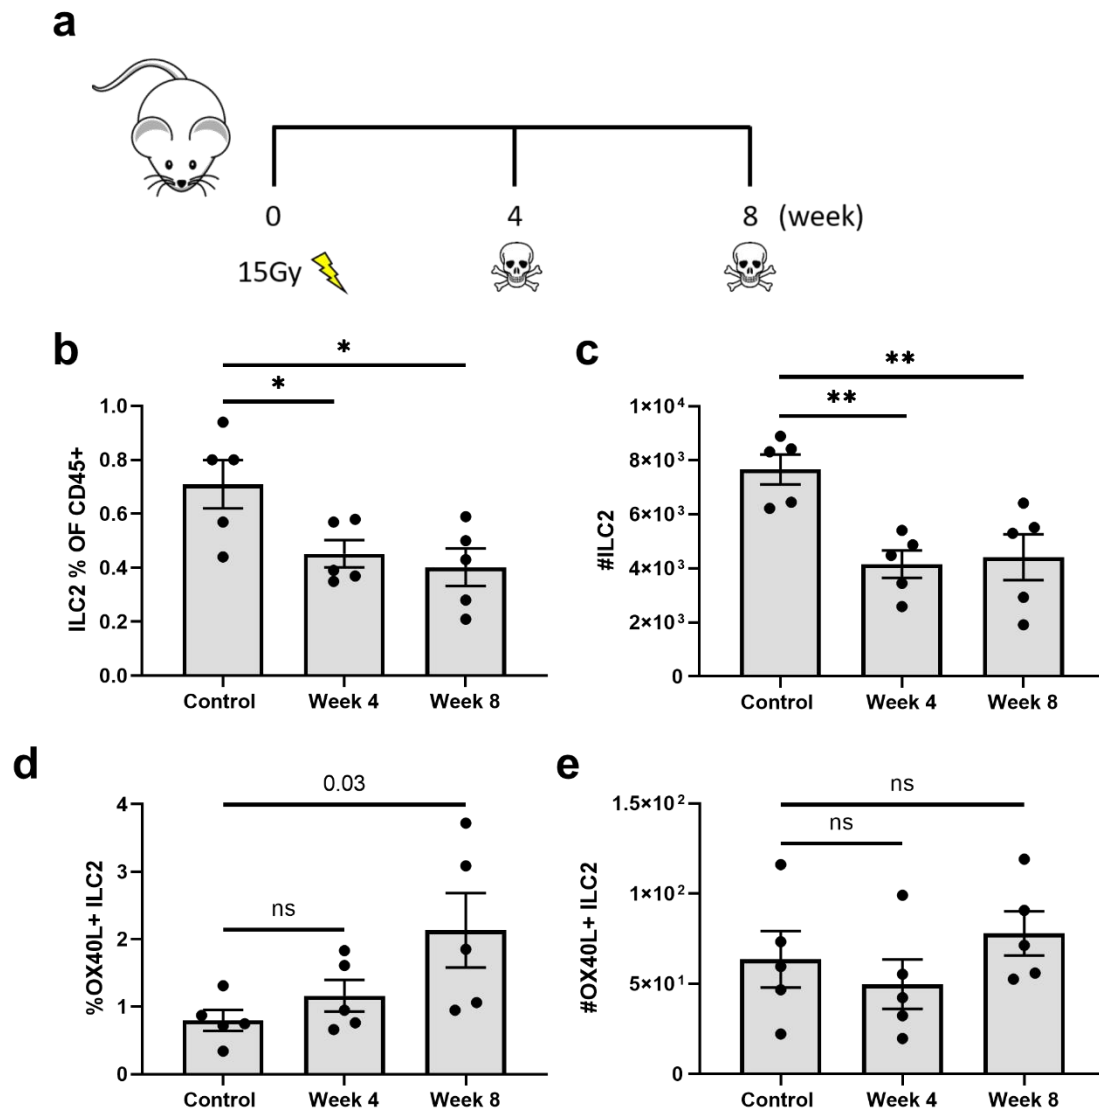 a
0
4
8 (week)
15Gy
b
*
*
ILC2 % OF CD45+
1.0
0.8
0.6
0.4
0.2
0.0
Control
Week 4
Week 8
c
**
**
#ILC2
1×10⁴
8×10³
6×10³
4×10³
2×10³
0
Control
Week 4
Week 8
d
0.03
ns
%OX40L+ ILC2
4
3
2
1
0
Control
Week 4
Week 8
e
ns
ns
#OX40L+ ILC2
1.5×10²
1×10²
5×10¹
0
Control
Week 4
Week 8